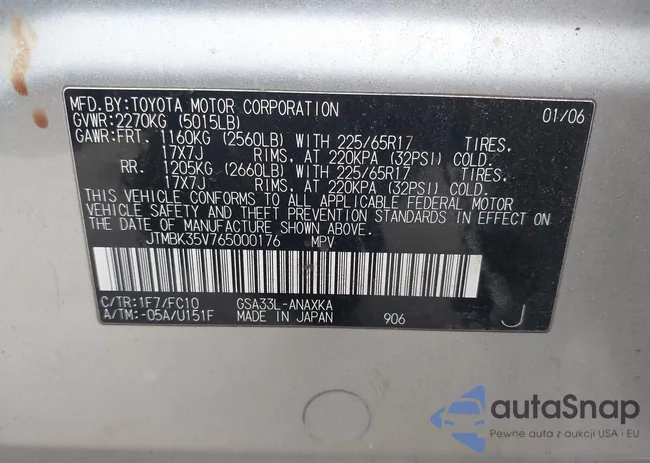 MFD.BY:TOYOTA MOTOR CORPORATION 01/06
GVWR:2270KG (5015LB)
GAWR:FRT. 1160KG (2560LB) WITH 225/65R17 TIRES,
17X7J RIMS, AT 220KPA (32PSI) COLD.
RR. 1205KG (2660LB) WITH 225/65R17 TIRES,
17X7J RIMS, AT 220KPA (32PSI) COLD.
THIS VEHICLE CONFORMS TO ALL APPLICABLE FEDERAL MOTOR
VEHICLE SAFETY AND THEFT PREVENTION STANDARDS IN EFFECT ON
THE DATE OF MANUFACTURE SHOWN ABOVE.
JTMBK35V765000176 MPV
C/TR:1F7/FC10 GSA33L-ANAXKA
A/TM:-05A/U151F MADE IN JAPAN 906 J
autaSnap
Pewne auta z aukcji USA i EU